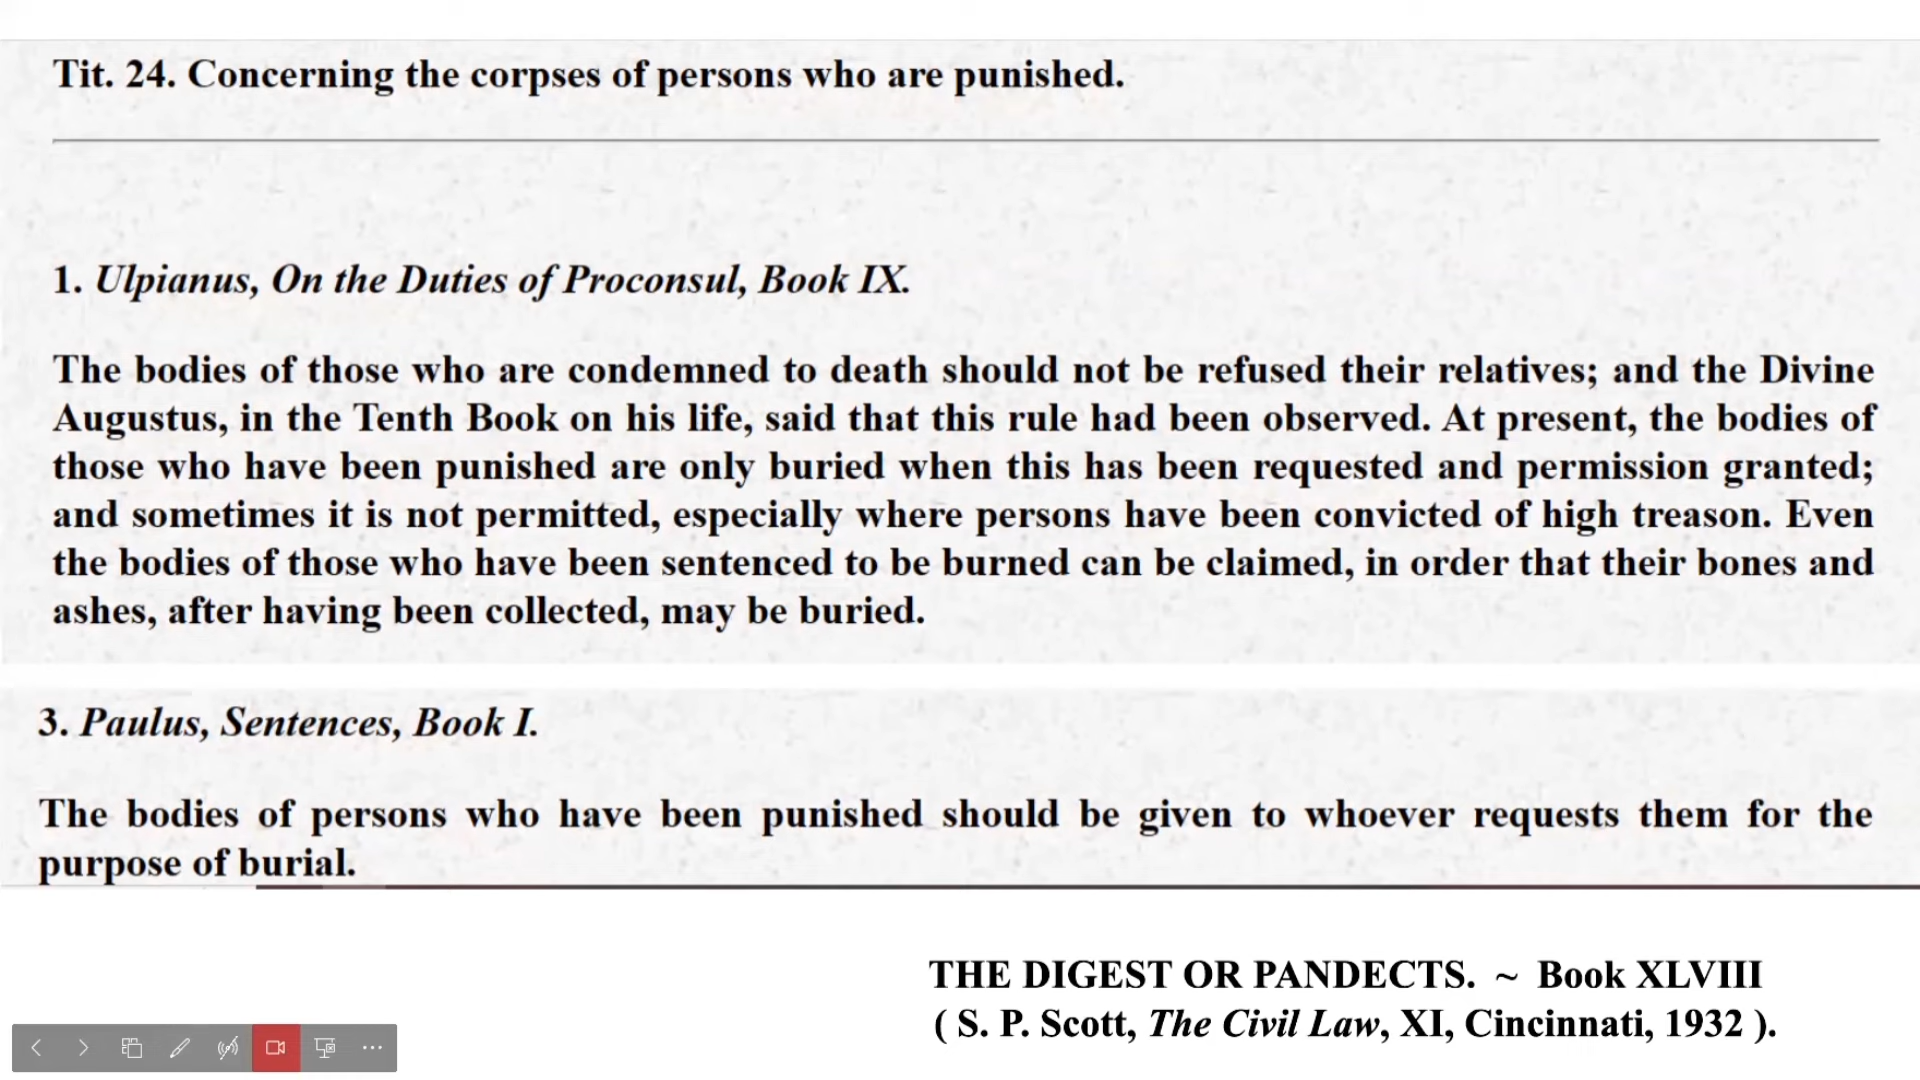 Tit. 24. Concerning the corpses of persons who are punished.
1. Ulpianus, On the Duties of Proconsul, Book IX.
The bodies of those who are condemned to death should not be refused their relatives; and the Divine
Augustus, in the Tenth Book on his life, said that this rule had been observed. At present, the bodies of
those who have been punished are only buried when this has been requested and permission granted;
and sometimes it is not permitted, especially where persons have been convicted of high treason. Even
the bodies of those who have been sentenced to be burned can be claimed, in order that their bones and
ashes, after having been collected, may be buried.
3. Paulus, Sentences, Book I.
The bodies of persons who have been punished should be given to whoever requests them for the
purpose of burial.
THE DIGEST OR PANDECTS. ~ Book XLVIII
( S. P. Scott, The Civil Law, XI, Cincinnati, 1932 ).